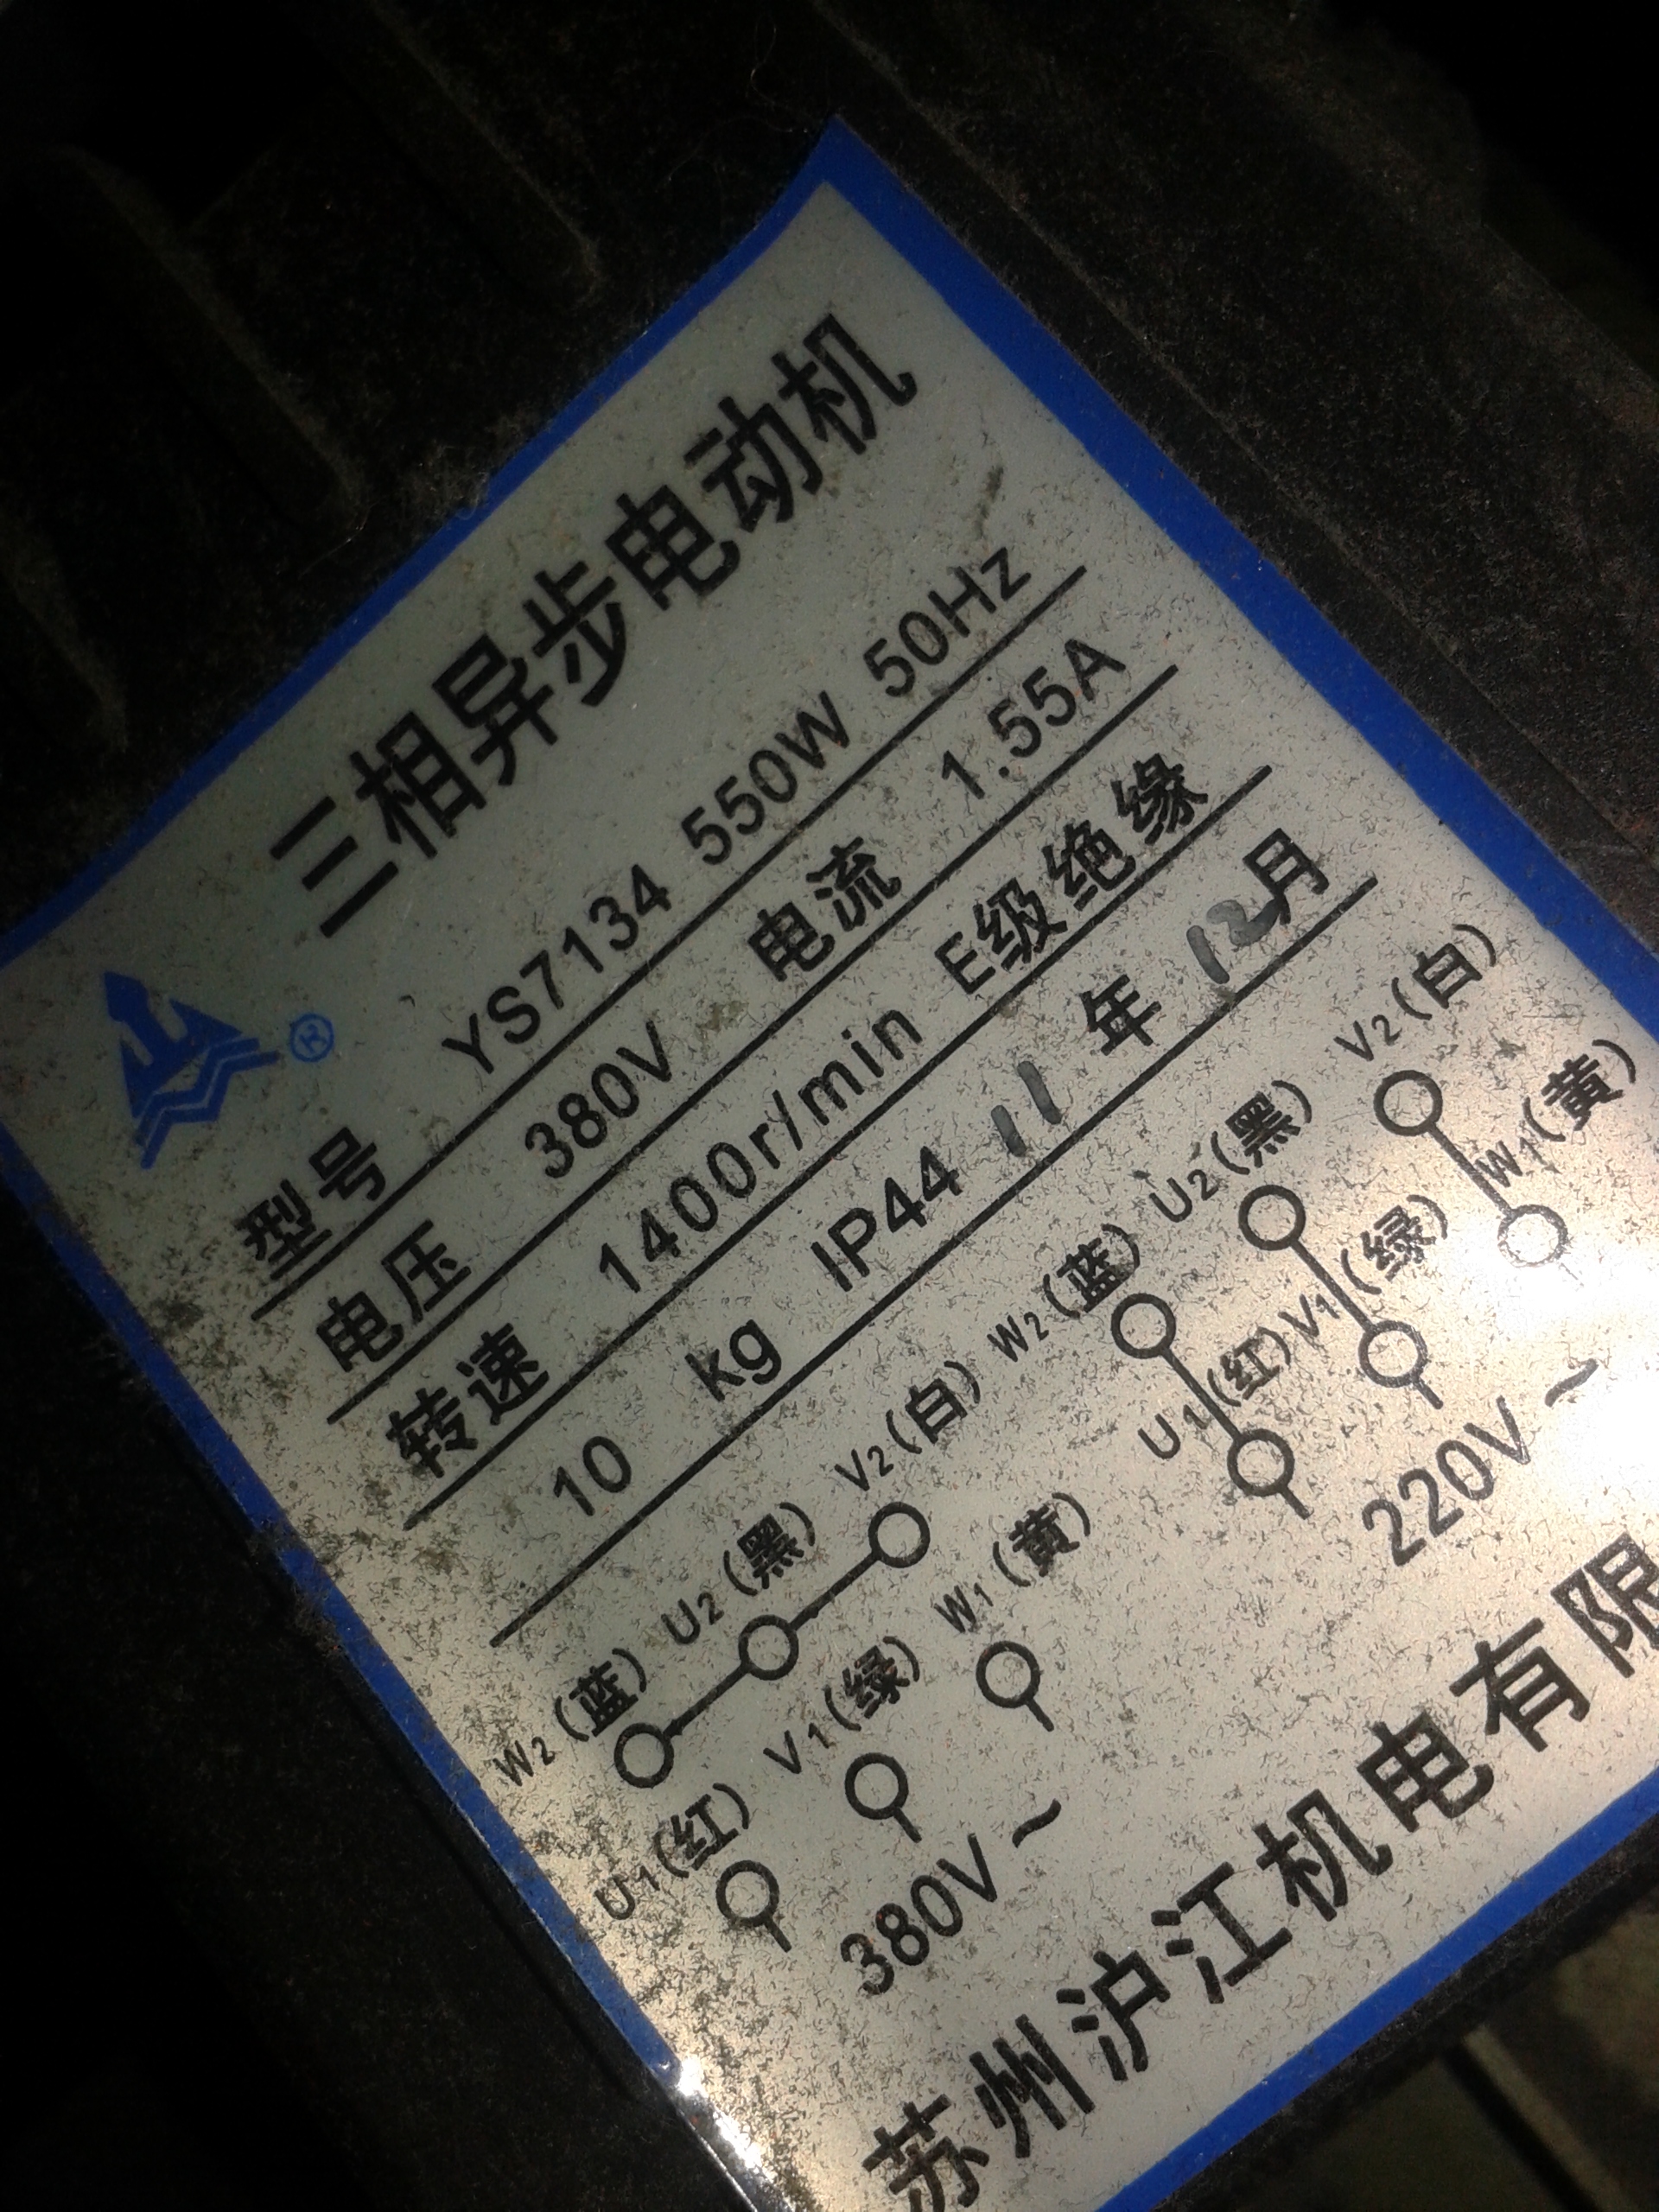 三相异步电动机
®
型号 YS7134 550W 50Hz
电压 380V 电流 1.55A
转速 1400r/min E级绝缘
10 kg IP44 11 年 12月
W2(蓝) U2(黑) V2(白) W2(蓝) U2(黑) V2(白)
U1(红) V1(绿) W1(黄) U1(红) V1(绿) W1(黄)
380V~ 220V~
苏州沪江机电有限